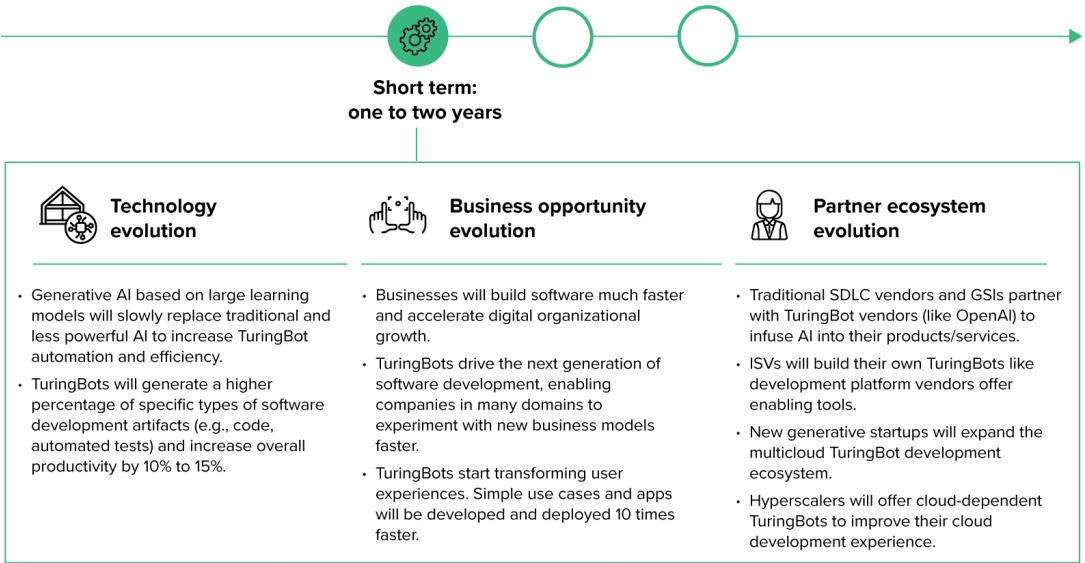 Short term:
one to two years
Technology
evolution
• Generative AI based on large learning
models will slowly replace traditional and
less powerful AI to increase TuringBot
automation and efficiency.
• TuringBots will generate a higher
percentage of specific types of software
development artifacts (e.g., code,
automated tests) and increase overall
productivity by 10% to 15%.
Business opportunity
evolution
• Businesses will build software much faster
and accelerate digital organizational
growth.
• TuringBots drive the next generation of
software development, enabling
companies in many domains to
experiment with new business models
faster.
• TuringBots start transforming user
experiences. Simple use cases and apps
will be developed and deployed 10 times
faster.
Partner ecosystem
evolution
• Traditional SDLC vendors and GSIs partner
with TuringBot vendors (like OpenAI) to
infuse AI into their products/services.
• ISVs will build their own TuringBots like
development platform vendors offer
enabling tools.
• New generative startups will expand the
multicloud TuringBot development
ecosystem.
• Hyperscalers will offer cloud-dependent
TuringBots to improve their cloud
development experience.